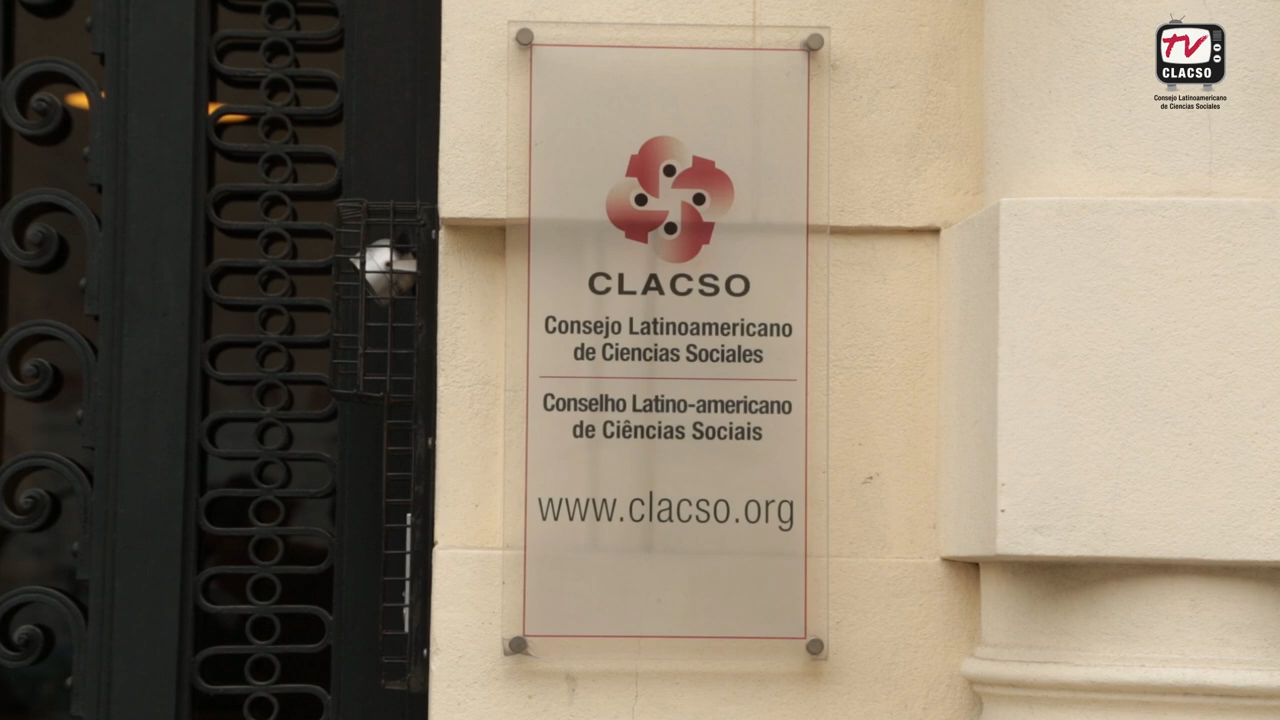 CLACSO
Consejo Latinoamericano
de Ciencias Sociales
Conselho Latino-americano
de Ciências Sociais
www.clacso.org
TV
CLACSO
Consejo Latinoamericano
de Ciencias Sociales